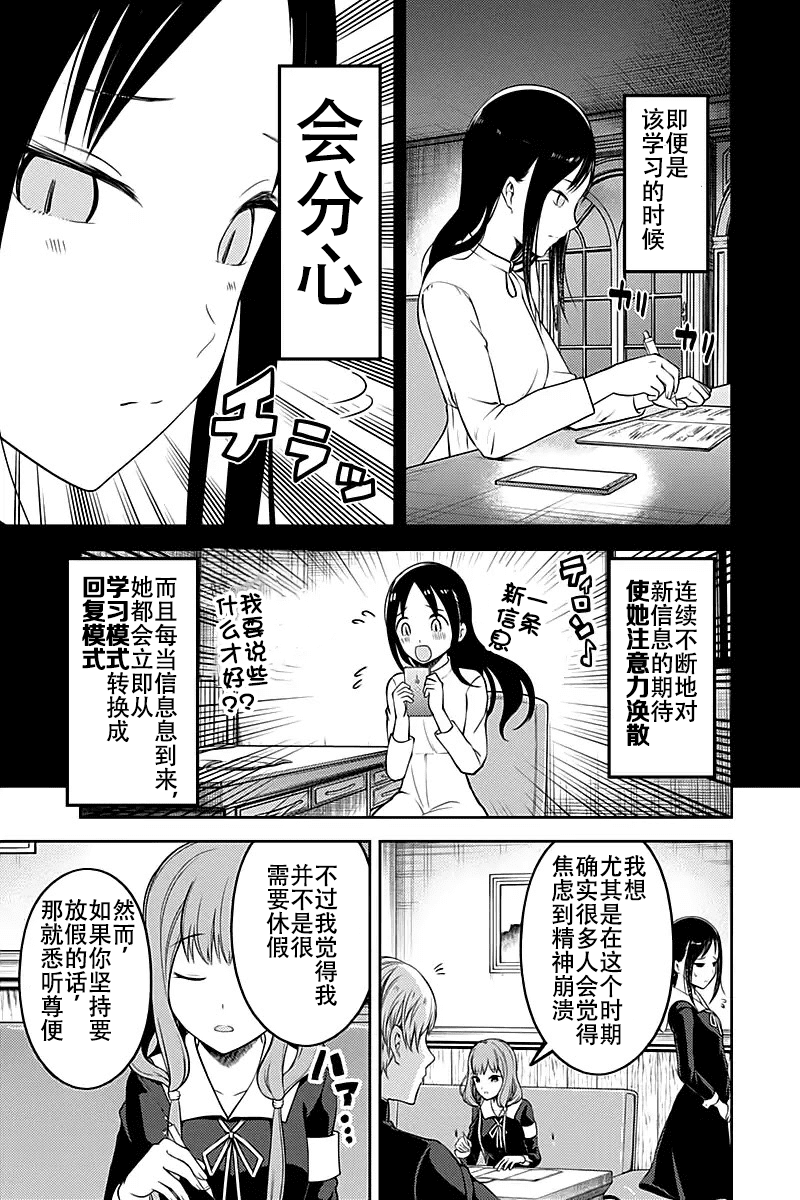 即便是
该学习的时候
カリ
カリ
会分心
チラッ
连续不断地对
新信息的期待
使她注意力涣散
ティロン♪
一条
新信息
我要说些
什么才好??
而且每当信息息到来,
她都会立即从
学习模式转换成
回复模式
我想
尤其是在这个时期
确实很多人会觉得
焦虑到精神崩溃
不过我觉得我
并不是很
需要休假
ハァ…
然而,
如果你坚持要
放假的话,
那就悉听尊便